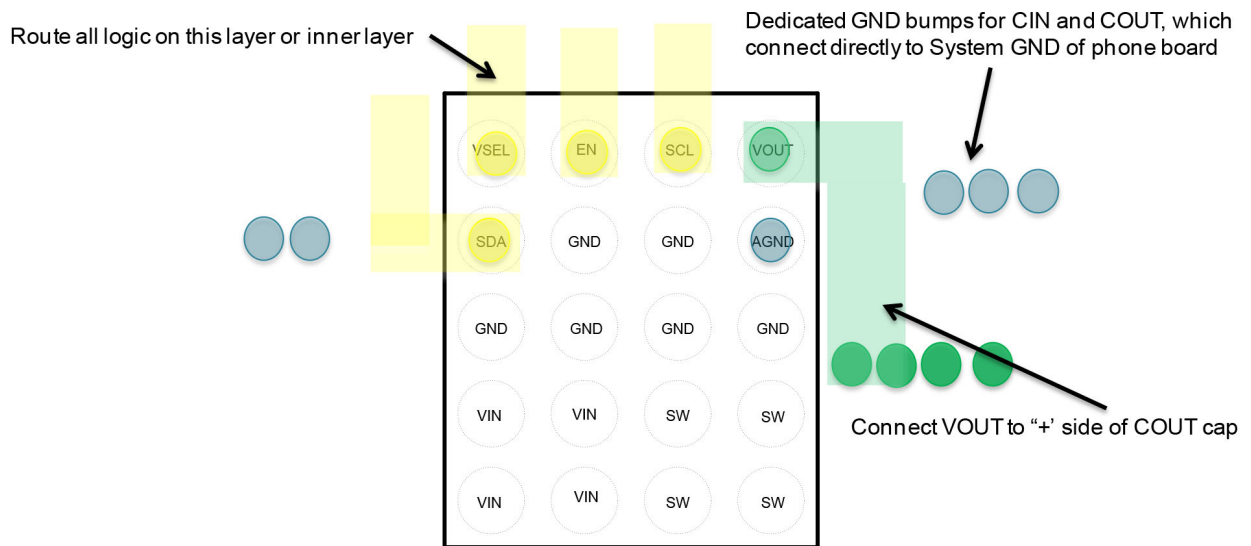 Route all logic on this layer or inner layer
Dedicated GND bumps for CIN and COUT, which
connect directly to System GND of phone board
VSEL EN SCL VOUT
SDA GND GND AGND
GND GND GND GND
VIN VIN SW SW
Connect VOUT to “+’ side of COUT cap
VIN VIN SW SW